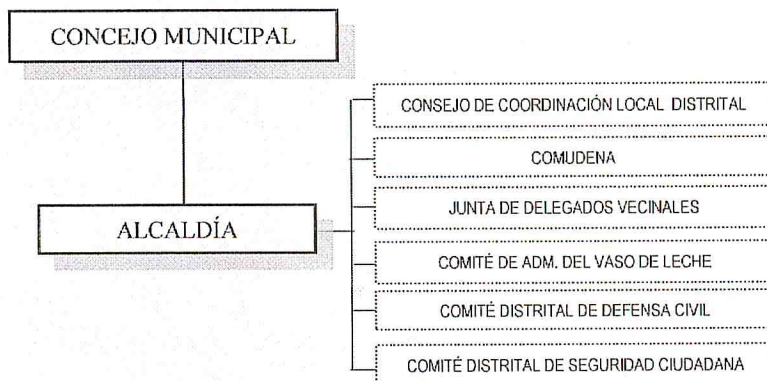 CONCEJO MUNICIPAL
CONSEJO DE COORDINACIÓN LOCAL DISTRITAL
COMUDENA
JUNTA DE DELEGADOS VECINALES
ALCALDÍA
COMITÉ DE ADM. DEL VASO DE LECHE
COMITÉ DISTRITAL DE DEFENSA CIVIL
COMITÉ DISTRITAL DE SEGURIDAD CIUDADANA